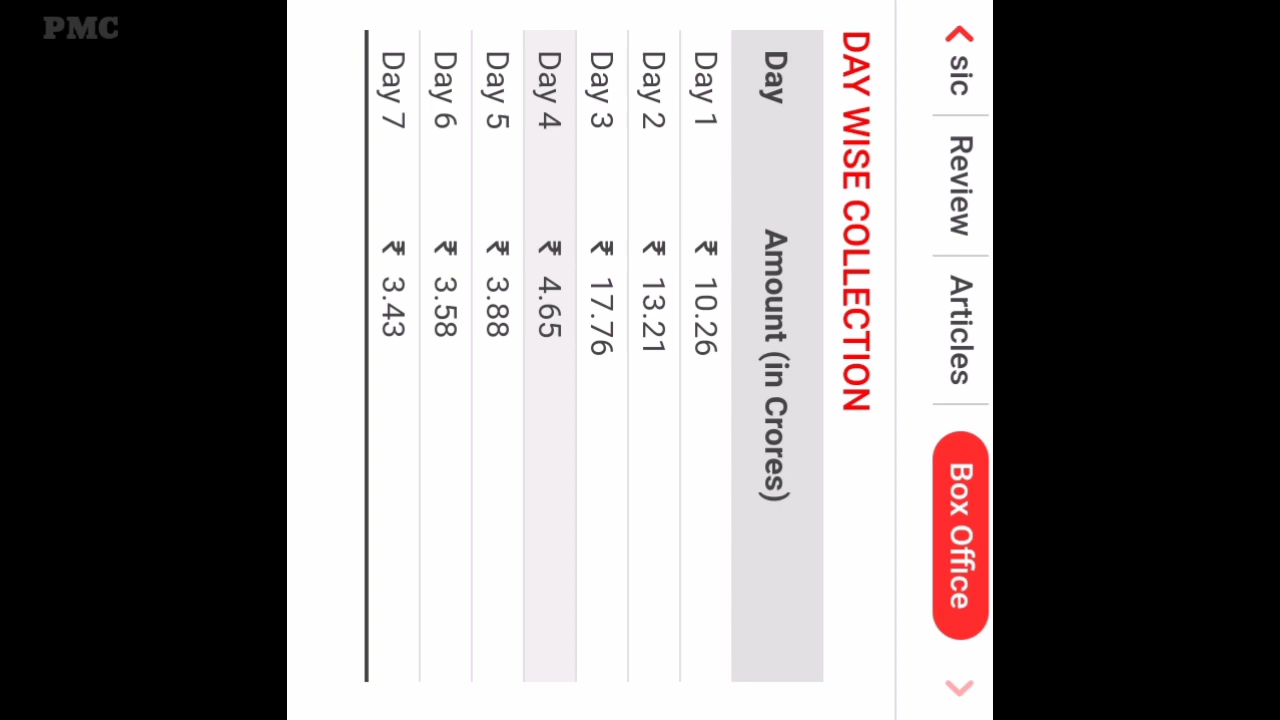 PMC
sic Review Articles Box Office
DAY WISE COLLECTION
Day Amount (in Crores)
Day 1 ₹ 10.26
Day 2 ₹ 13.21
Day 3 ₹ 17.76
Day 4 ₹ 4.65
Day 5 ₹ 3.88
Day 6 ₹ 3.58
Day 7 ₹ 3.43